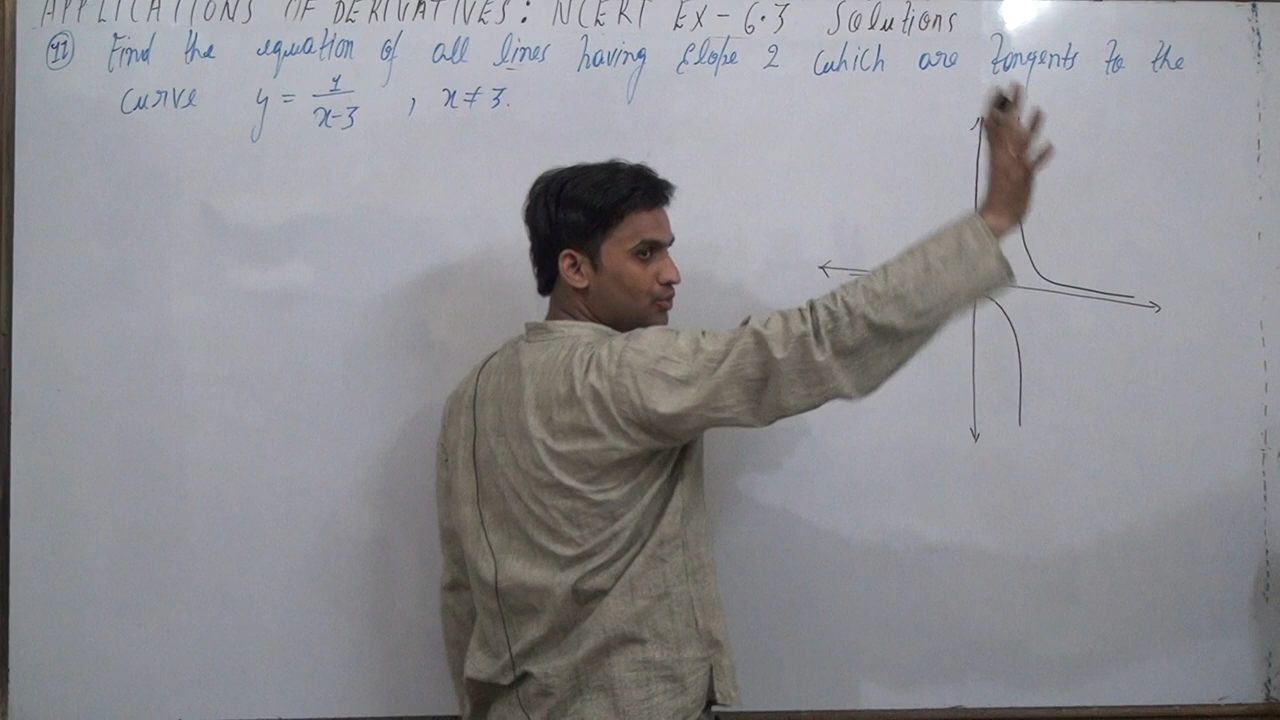 APPLICATIONS OF DERIVATIVES: NCERT EX-6.3 Solutions
11 Find the equation of all lines having slope 2 which are tangents to the
curve y = 1/(x-3) , x ≠ 3.